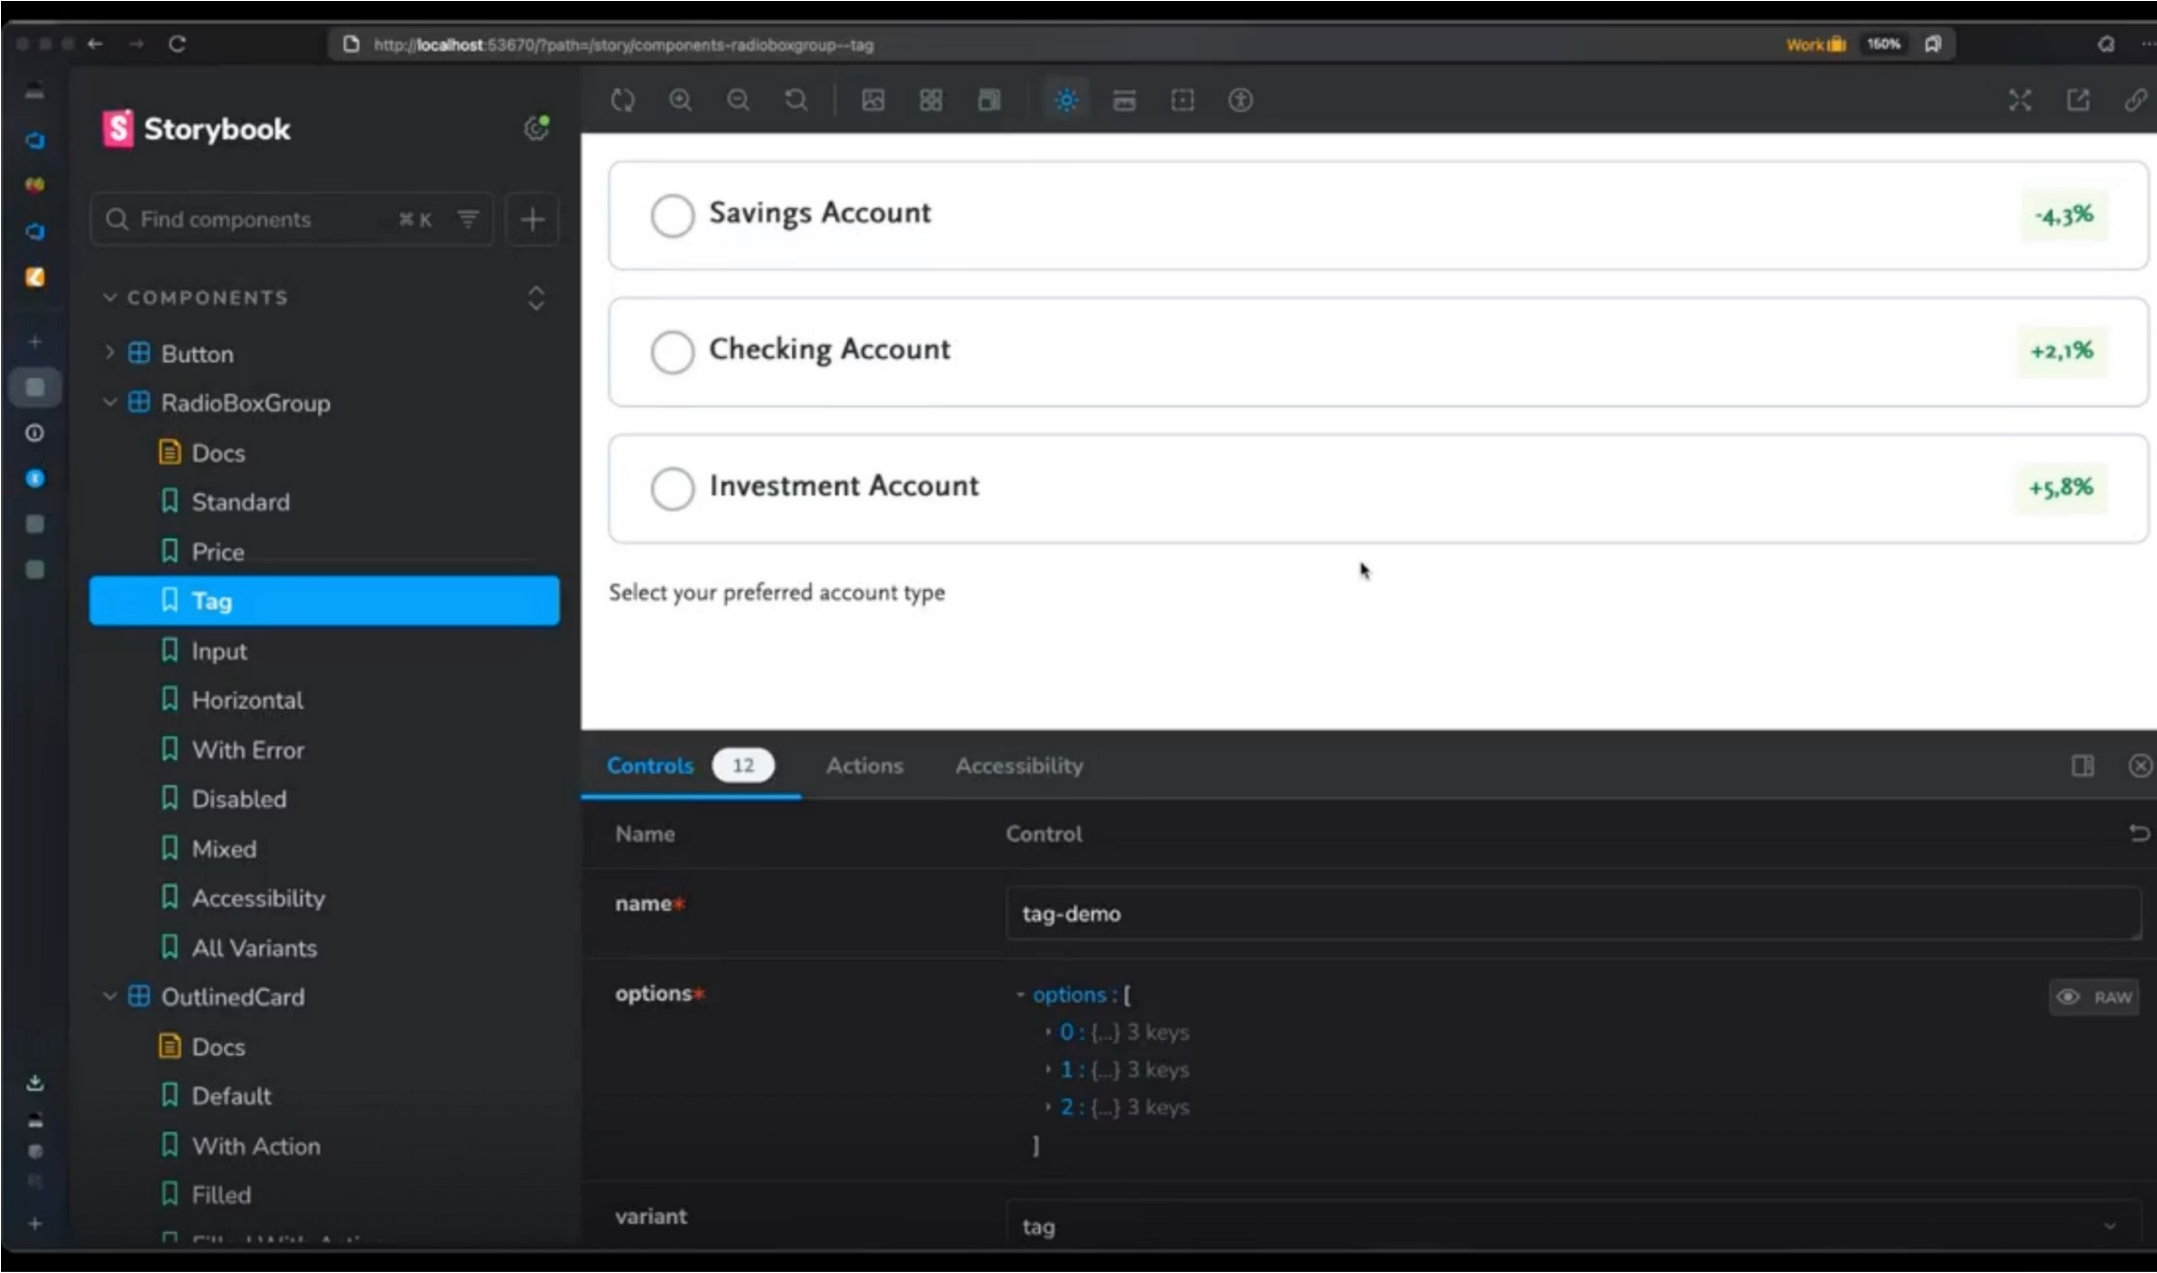 http://localhost:53670/?path=/story/components-radioboxgroup--tag
Work
160%
Storybook
Find components
⌘ K
COMPONENTS
Button
RadioBoxGroup
Docs
Standard
Price
Tag
Input
Horizontal
With Error
Disabled
Mixed
Accessibility
All Variants
OutlinedCard
Docs
Default
With Action
Filled
Savings Account
-4,3%
Checking Account
+2,1%
Investment Account
+5,8%
Select your preferred account type
Controls 12 Actions Accessibility
Name Control
name* tag-demo
options* options : [
RAW
0 : {...} 3 keys
1 : {...} 3 keys
2 : {...} 3 keys
]
variant tag